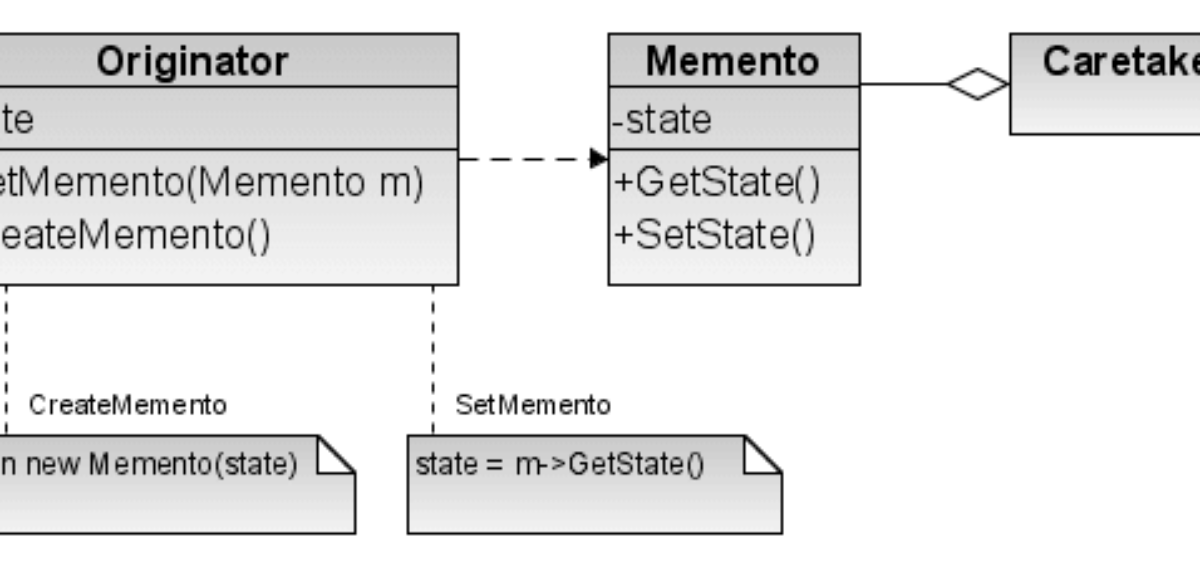 Originator
te
etMemento(Memento m)
eateMemento()
Memento
-state
+GetState()
+SetState()
Caretake
CreateMemento
n new Memento(state)
SetMemento
state = m->GetState()